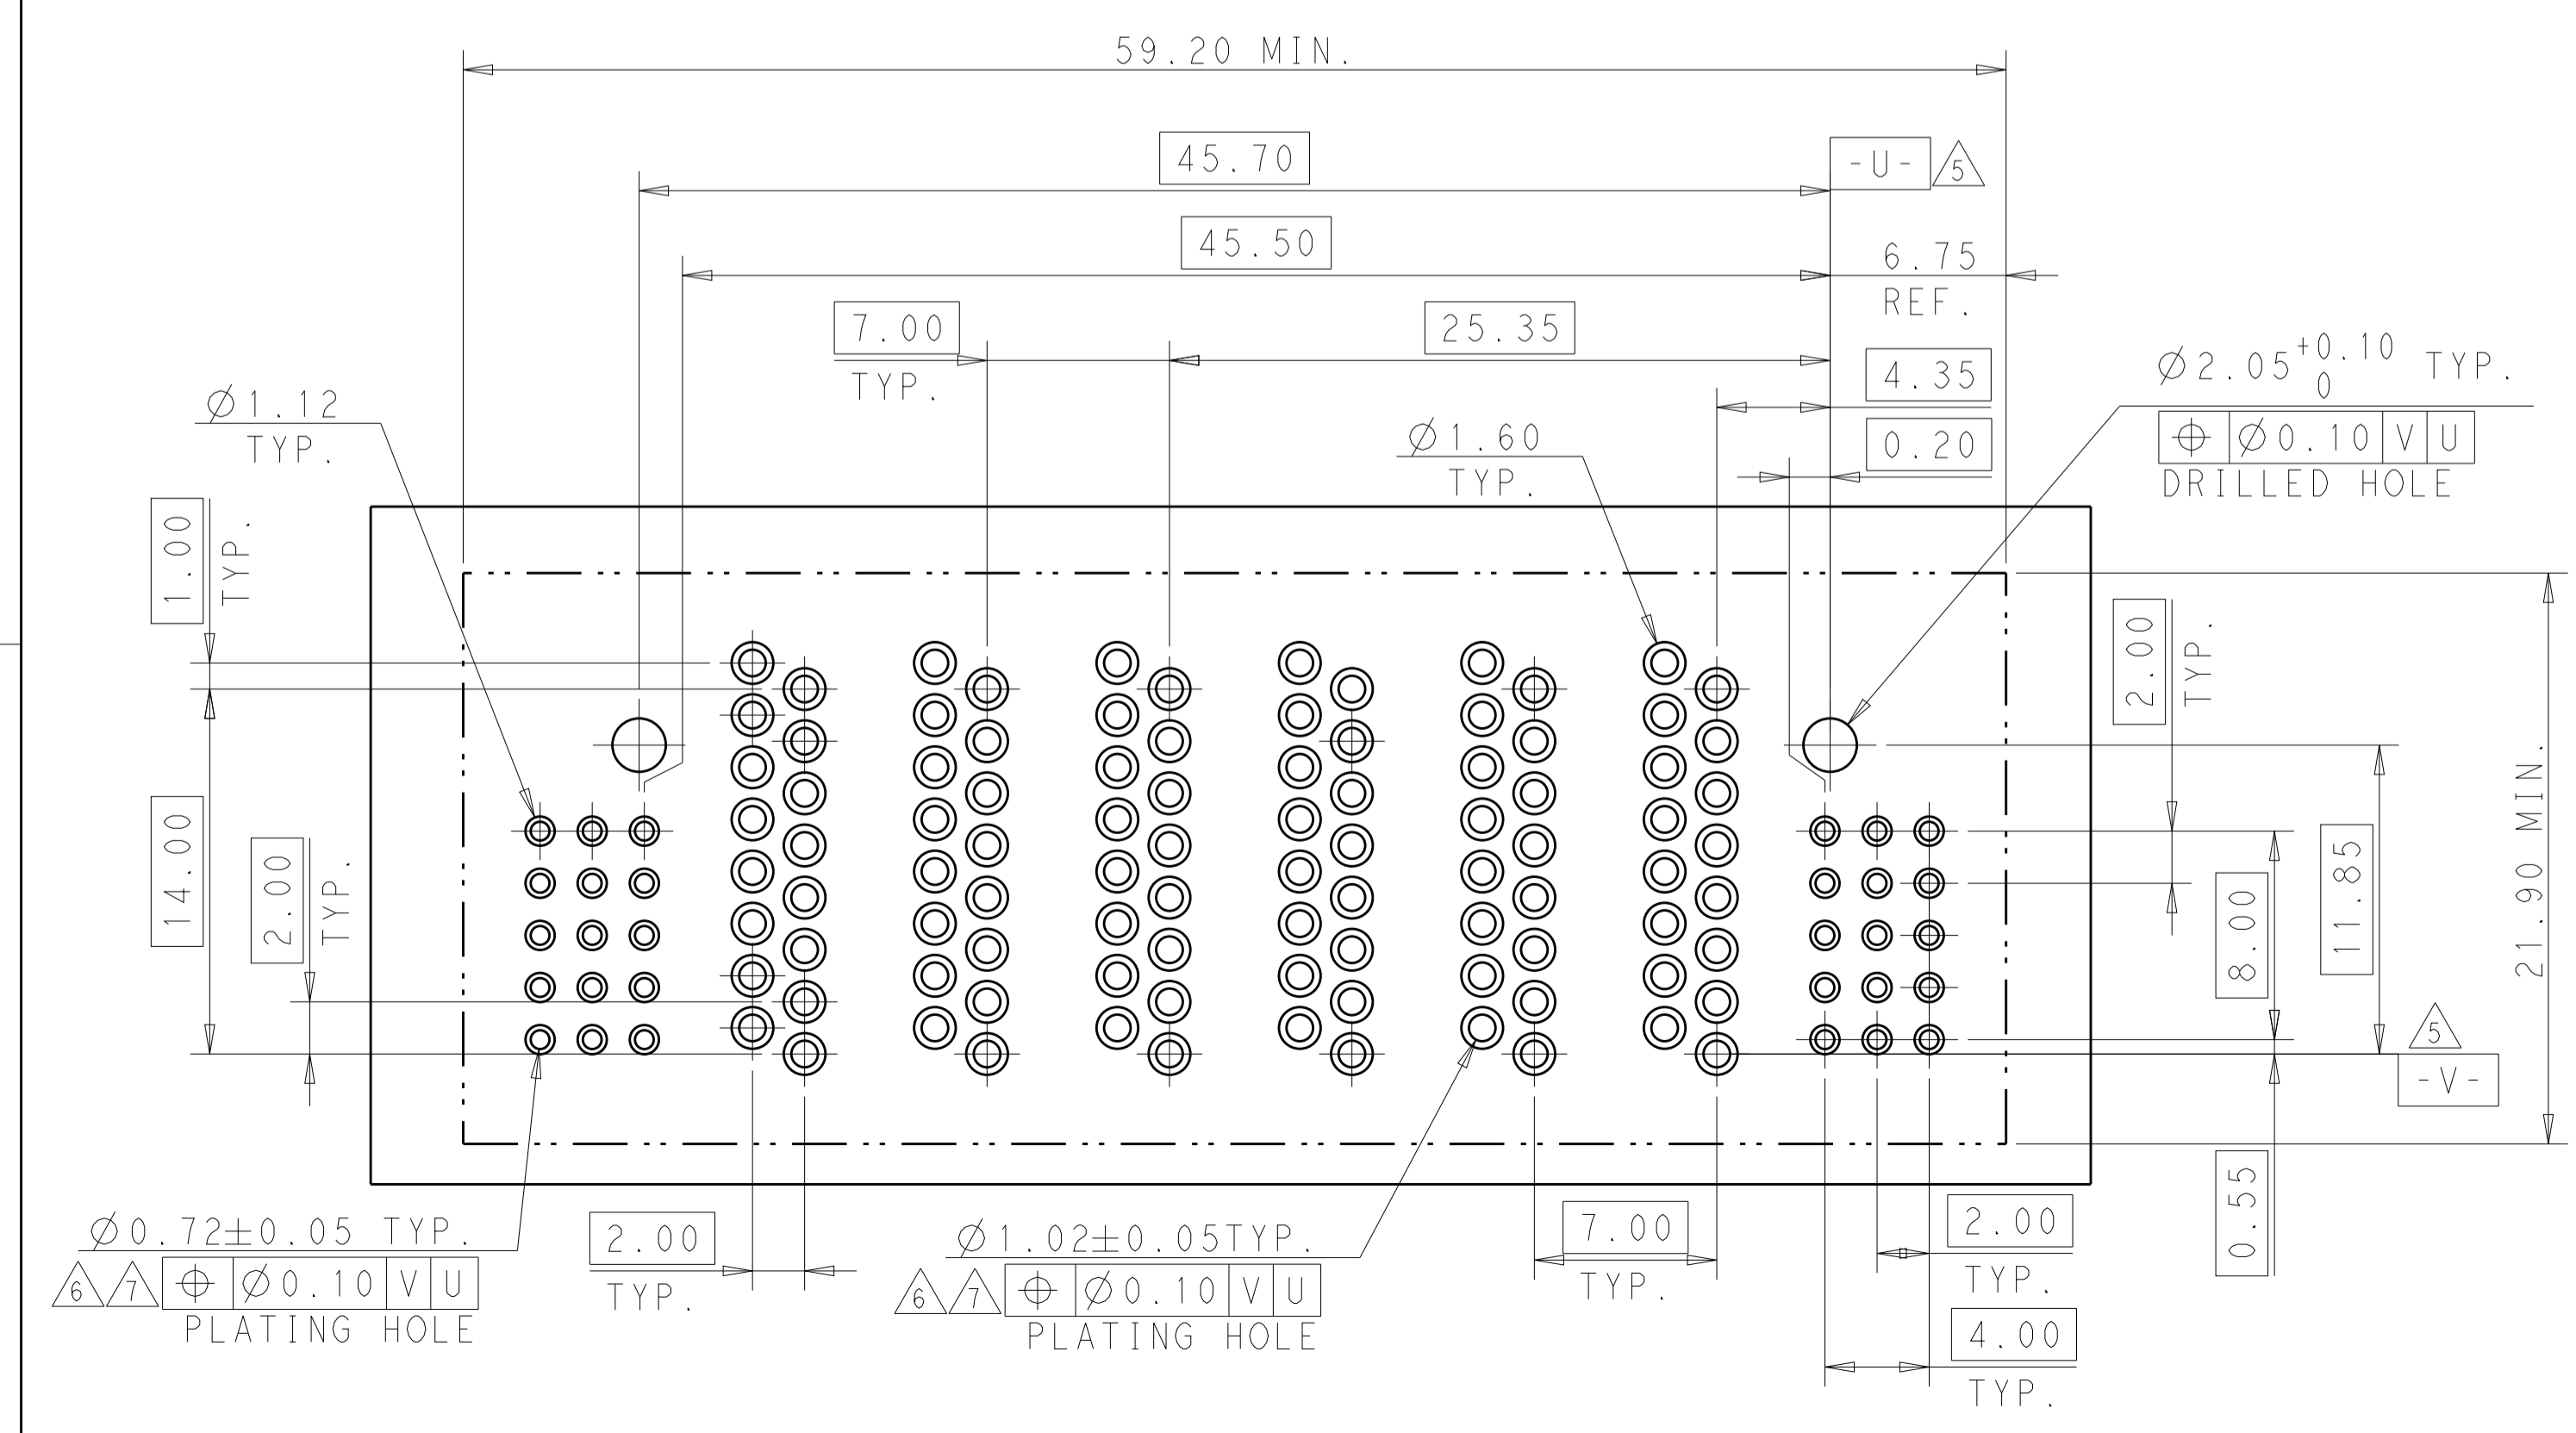 59.20 MIN.
45.70
-U-
5
45.50
6.75
REF.
7.00
TYP.
25.35
4.35
0.20
Ø2.05 +0.10 0 TYP.
⌖ Ø0.10 V U
DRILLED HOLE
Ø1.12
TYP.
Ø1.60
TYP.
1.00
TYP.
14.00
2.00
TYP.
2.00
TYP.
8.00
11.85
21.90 MIN.
5
-V-
0.55
Ø0.72±0.05 TYP.
6 7 ⌖ Ø0.10 V U
PLATING HOLE
2.00
TYP.
Ø1.02±0.05TYP.
6 7 ⌖ Ø0.10 V U
PLATING HOLE
7.00
TYP.
2.00
TYP.
4.00
TYP.